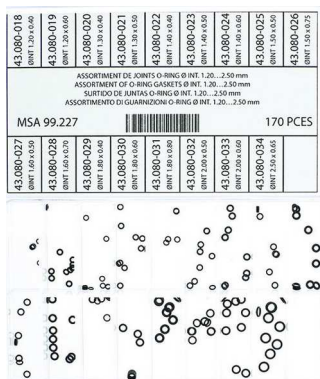 43.080-018
ØINT 1.20 x 0.40
43.080-019
ØINT 1.20 x 0.60
43.080-020
ØINT 1.30 x 0.40
43.080-021
ØINT 1.30 x 0.50
43.080-022
ØINT 1.40 x 0.40
43.080-023
ØINT 1.40 x 0.50
43.080-024
ØINT 1.40 x 0.60
43.080-025
ØINT 1.50 x 0.50
43.080-026
ØINT 1.50 x 0.75
ASSORTIMENT DE JOINTS O-RING Ø INT. 1.20...2.50 mm
ASSORTMENT OF O-RING GASKETS Ø INT. 1.20...2.50 mm
SURTIDO DE JUNTAS O-RING Ø INT. 1.20...2.50 mm
ASSORTIMENTO DI GUARNIZIONI O-RING Ø INT. 1.20...2.50 mm
MSA 99.227
170 PCES
43.080-027
ØINT 1.60 x 0.50
43.080-028
ØINT 1.60 x 0.70
43.080-029
ØINT 1.80 x 0.40
43.080-030
ØINT 1.80 x 0.60
43.080-031
ØINT 1.80 x 0.80
43.080-032
ØINT 2.00 x 0.50
43.080-033
ØINT 2.00 x 0.60
43.080-034
ØINT 2.50 x 0.65